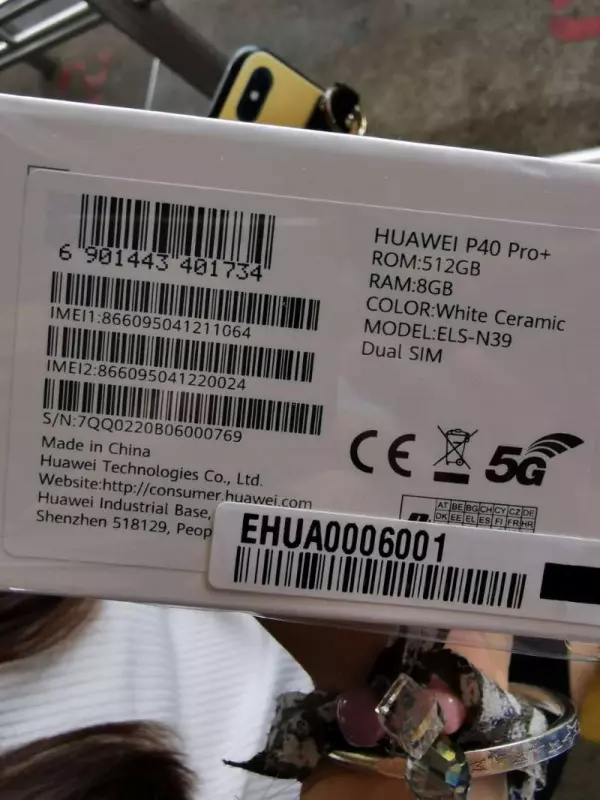 6 901443 401734
IMEI1:866095041211064
IMEI2:866095041220024
S/N:7QQ0220B06000769
Made in China
Huawei Technologies Co., Ltd.
Website:http://consumer.huawei.com
Huawei Industrial Base,
Shenzhen 518129, Peop
HUAWEI P40 Pro+
ROM:512GB
RAM:8GB
COLOR:White Ceramic
MODEL:ELS-N39
Dual SIM
CE
5G
AT BE BG CH CY CZ DE
DK EE EL ES FI FR HR
EHUA0006001